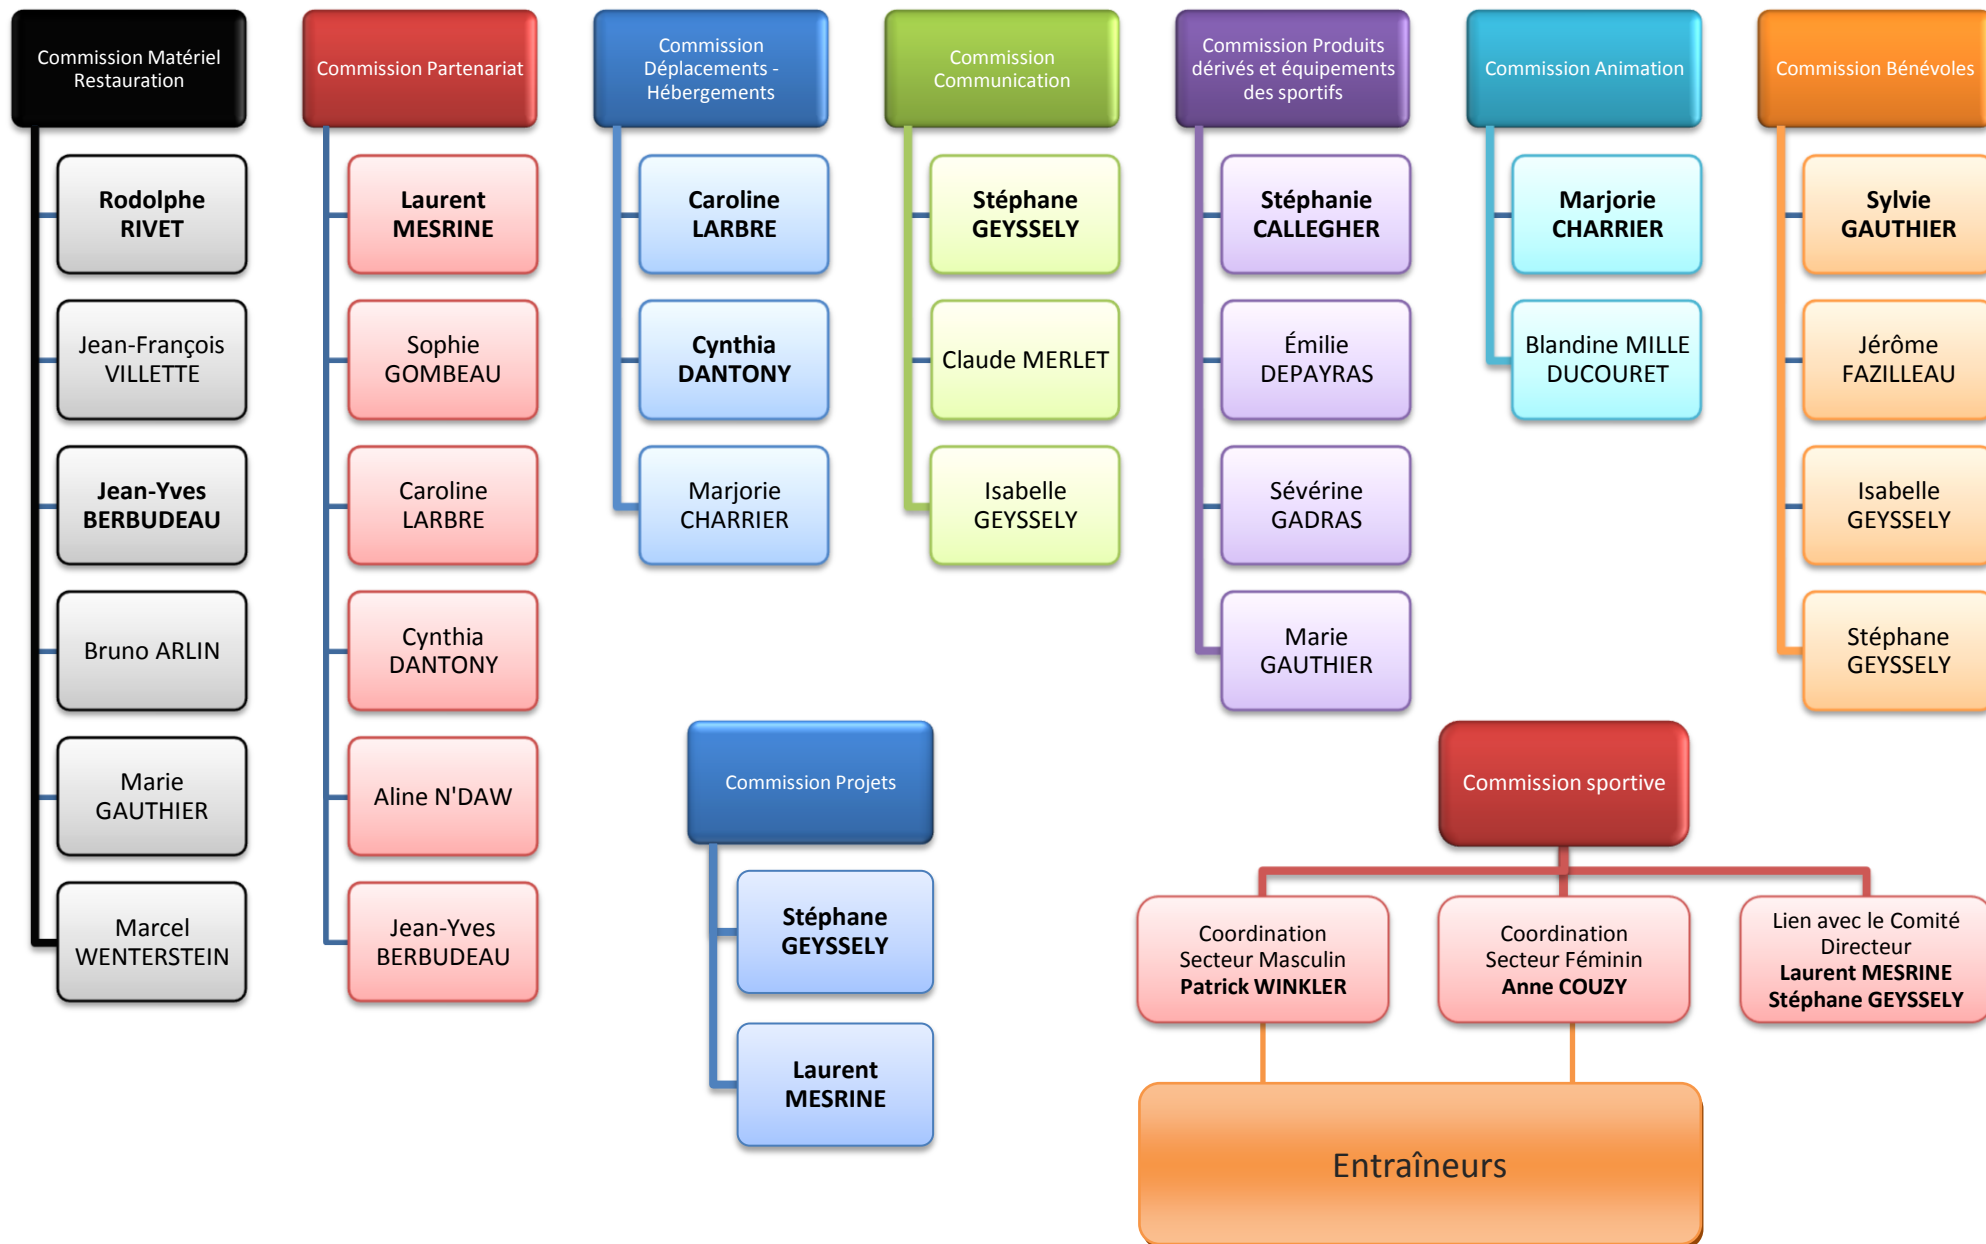 Commission Matériel
Restauration
Rodolphe
RIVET
Jean-François
VILLETTE
Jean-Yves
BERBUDEAU
Bruno ARLIN
Marie
GAUTHIER
Marcel
WENTERSTEIN
Commission Partenariat
Laurent
MESRINE
Sophie
GOMBEAU
Caroline
LARBRE
Cynthia
DANTONY
Aline N'DAW
Jean-Yves
BERBUDEAU
Commission
Déplacements -
Hébergements
Caroline
LARBRE
Cynthia
DANTONY
Marjorie
CHARRIER
Commission
Communication
Stéphane
GEYSSELY
Claude MERLET
Isabelle
GEYSSELY
Commission Produits
dérivés et équipements
des sportifs
Stéphanie
CALLEGHER
Émilie
DEPAYRAS
Sévérine
GADRAS
Marie
GAUTHIER
Commission Animation
Marjorie
CHARRIER
Blandine MILLE
DUCOURET
Commission Bénévoles
Sylvie
GAUTHIER
Jérôme
FAZILLEAU
Isabelle
GEYSSELY
Stéphane
GEYSSELY
Commission Projets
Stéphane
GEYSSELY
Laurent
MESRINE
Commission sportive
Coordination
Secteur Masculin
Patrick WINKLER
Coordination
Secteur Féminin
Anne COUZY
Lien avec le Comité
Directeur
Laurent MESRINE
Stéphane GEYSSELY
Entraîneurs